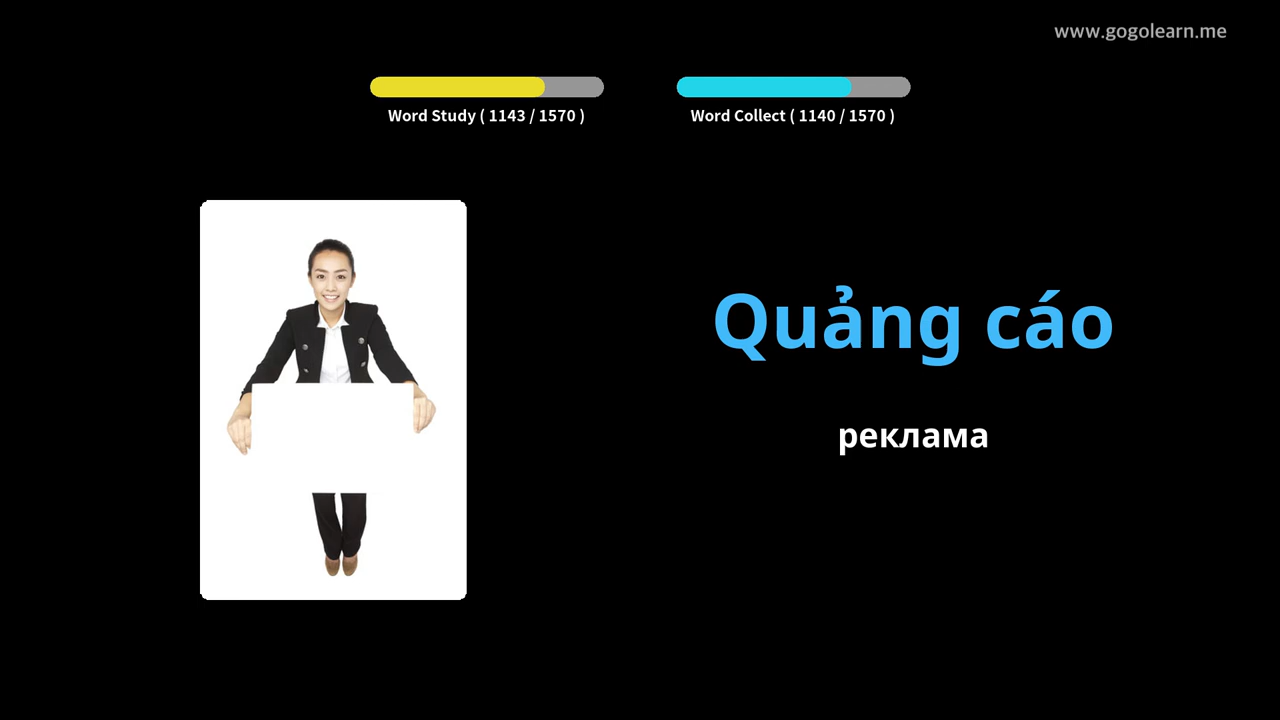 www.gogolearn.me
Word Study ( 1143 / 1570 )
Word Collect ( 1140 / 1570 )
Quảng cáo
реклама